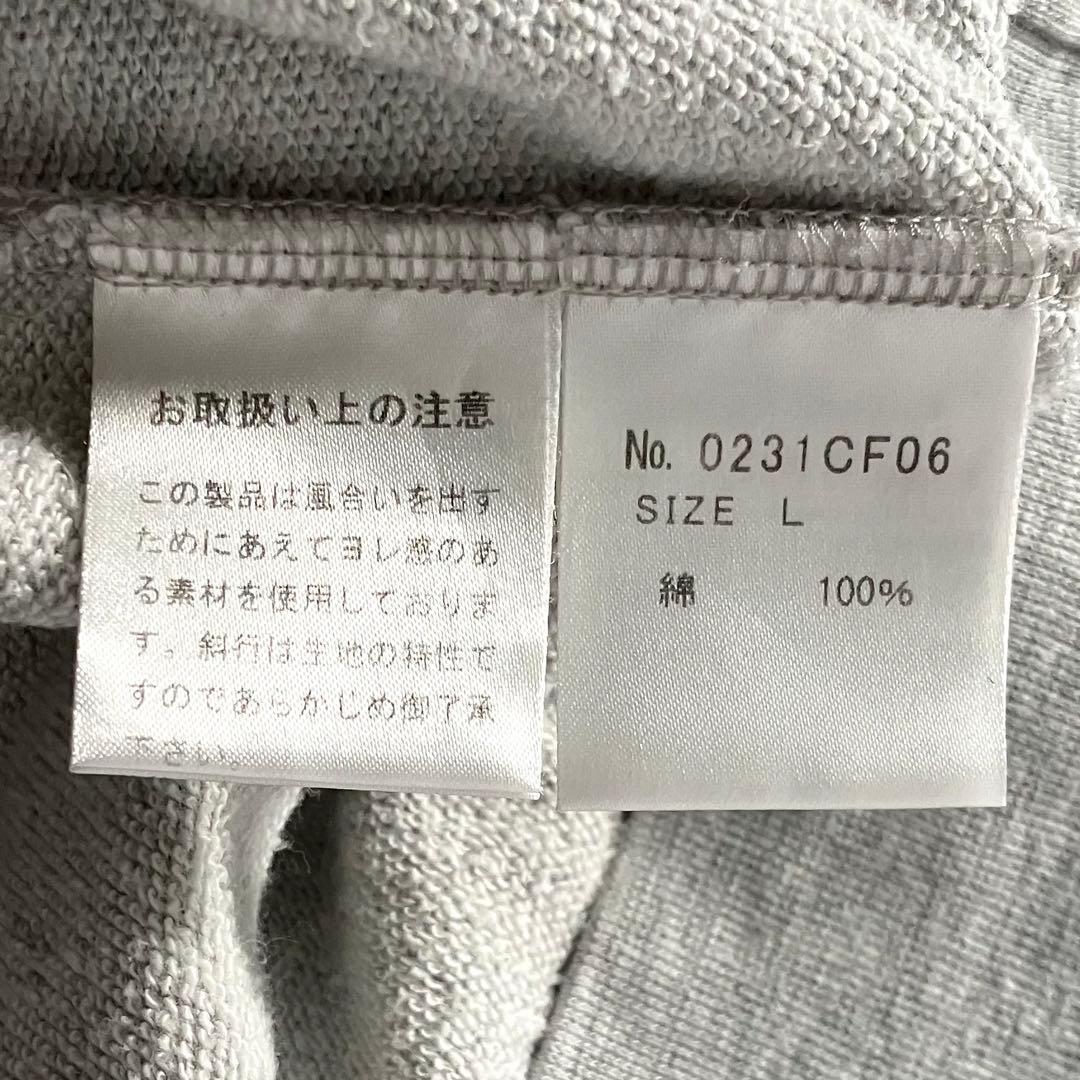 お取扱い上の注意
この製品は風合いを出す
ためにあえてヨレ感のあ
る素材を使用しておりま
す。斜行は生地の特性で
すのであらかじめ御了承
下さい。
№ 0231CF06
SIZE L
綿 100%